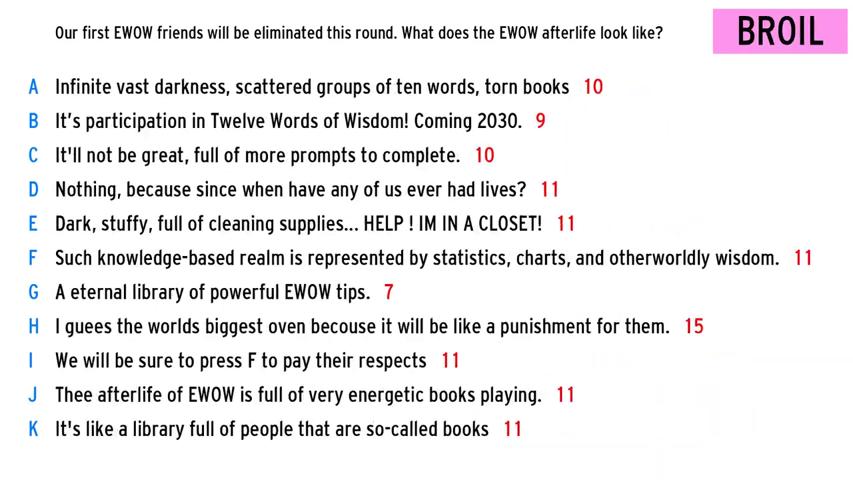 Our first EWOW friends will be eliminated this round. What does the EWOW afterlife look like?
BROIL
A Infinite vast darkness, scattered groups of ten words, torn books 10
B It's participation in Twelve Words of Wisdom! Coming 2030. 9
C It'll not be great, full of more prompts to complete. 10
D Nothing, because since when have any of us ever had lives? 11
E Dark, stuffy, full of cleaning supplies... HELP ! IM IN A CLOSET! 11
F Such knowledge-based realm is represented by statistics, charts, and otherworldly wisdom. 11
G A eternal library of powerful EWOW tips. 7
H I guees the worlds biggest oven becouse it will be like a punishment for them. 15
I We will be sure to press F to pay their respects 11
J Thee afterlife of EWOW is full of very energetic books playing. 11
K It's like a library full of people that are so-called books 11